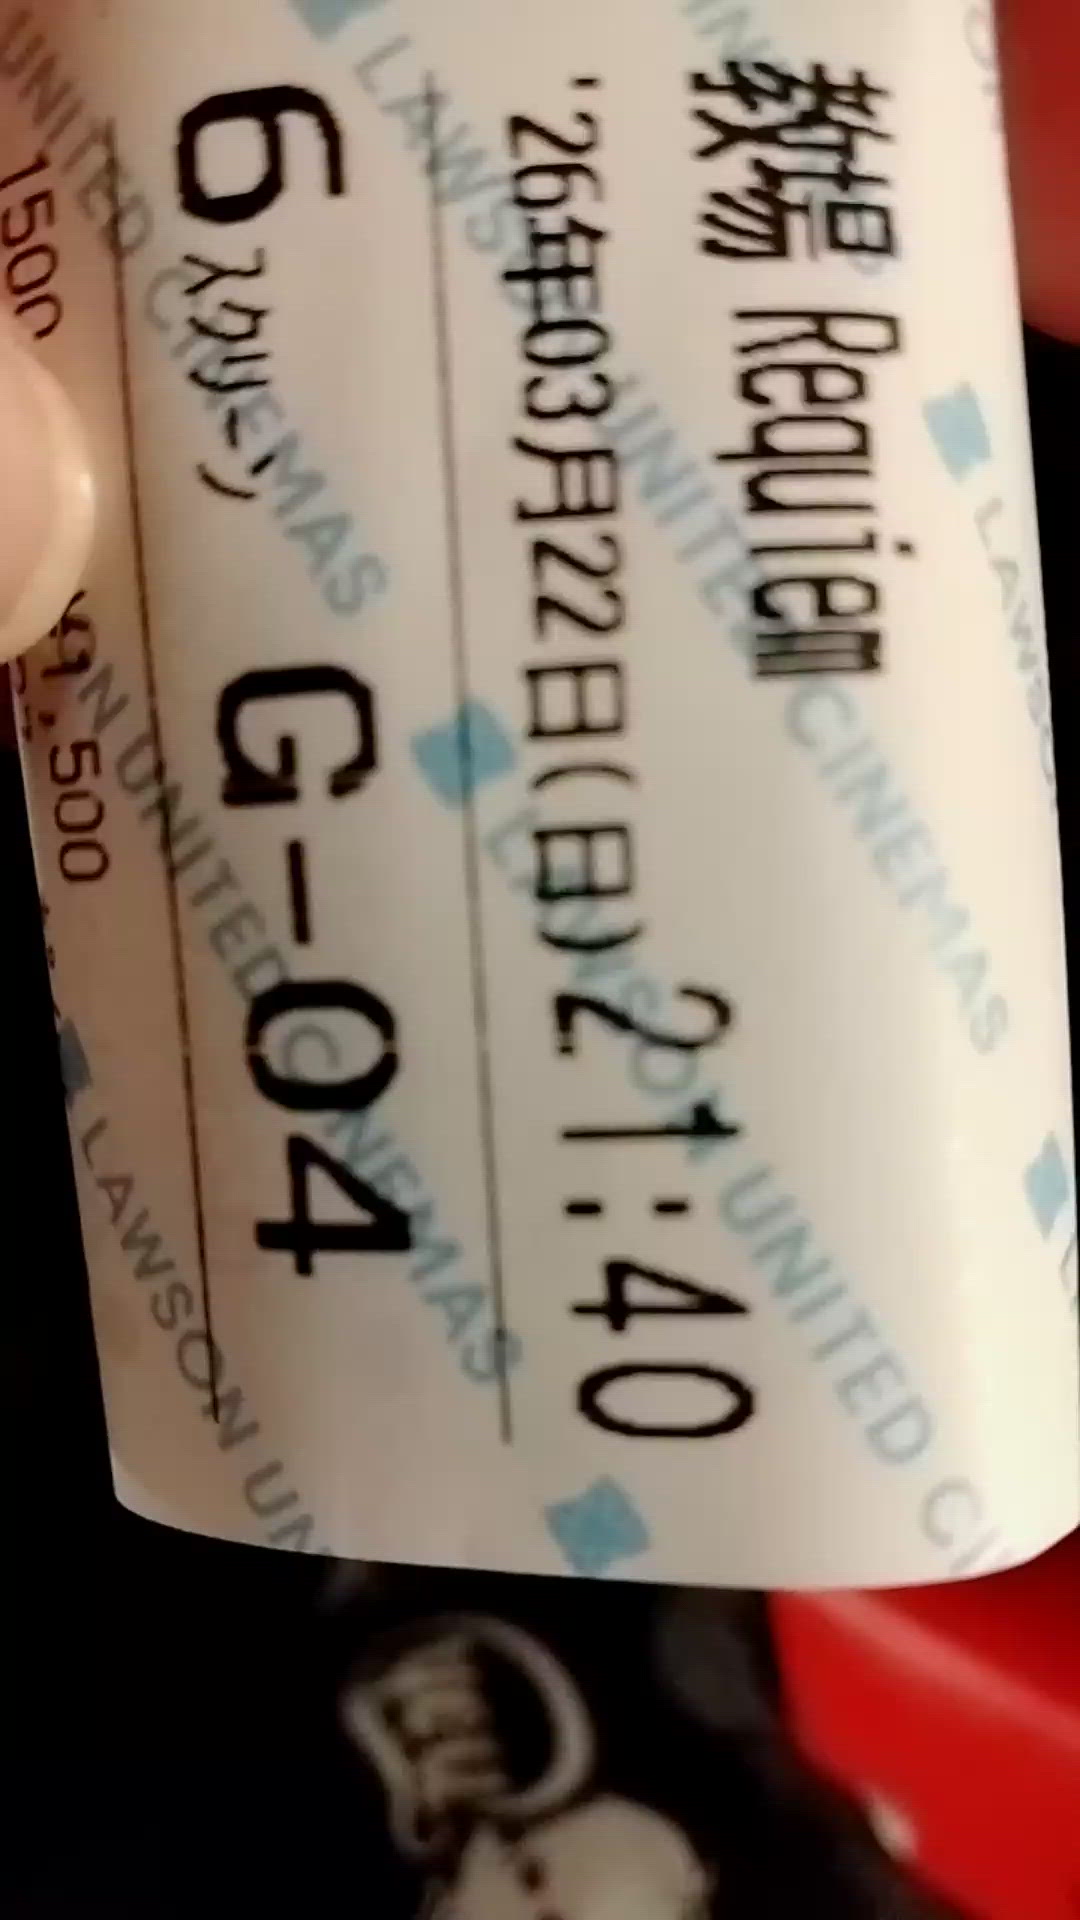 教場 Requiem
'26年03月22日(日)21:40
6スクリーン G-04
1500
¥1,500
LAWSON UNITED CINEMAS